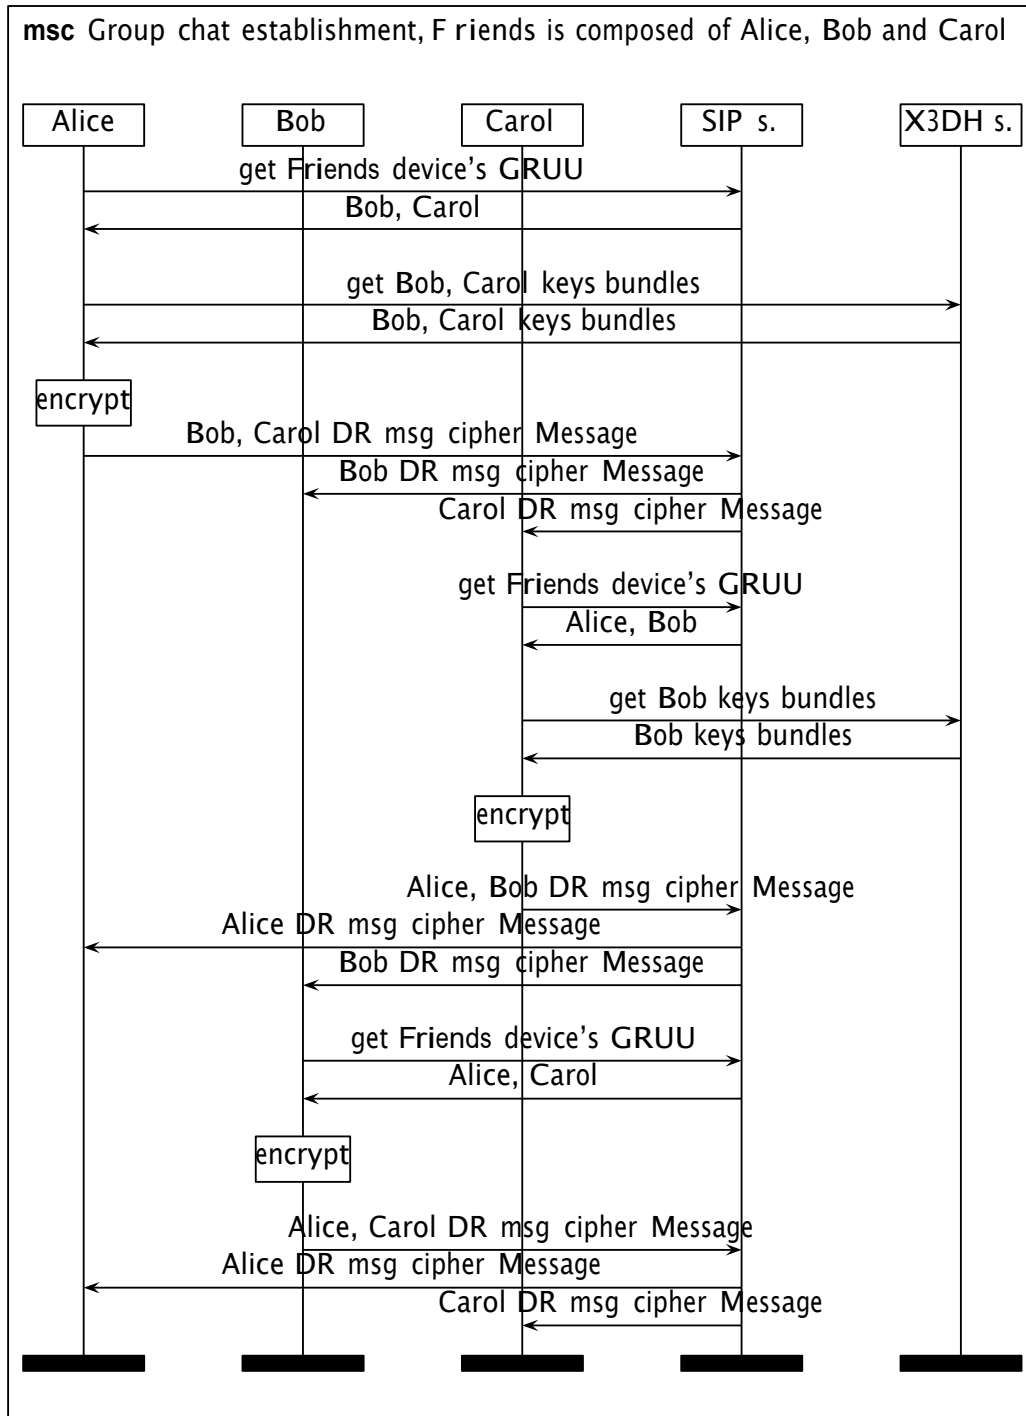 msc Group chat establishment, F riends is composed of Alice, Bob and Carol
Alice Bob Carol SIP s. X3DH s.
get Friends device's GRUU
Bob, Carol
get Bob, Carol keys bundles
Bob, Carol keys bundles
encrypt
Bob, Carol DR msg cipher Message
Bob DR msg cipher Message
Carol DR msg cipher Message
get Friends device's GRUU
Alice, Bob
get Bob keys bundles
Bob keys bundles
encrypt
Alice, Bob DR msg cipher Message
Alice DR msg cipher Message
Bob DR msg cipher Message
get Friends device's GRUU
Alice, Carol
encrypt
Alice, Carol DR msg cipher Message
Alice DR msg cipher Message
Carol DR msg cipher Message